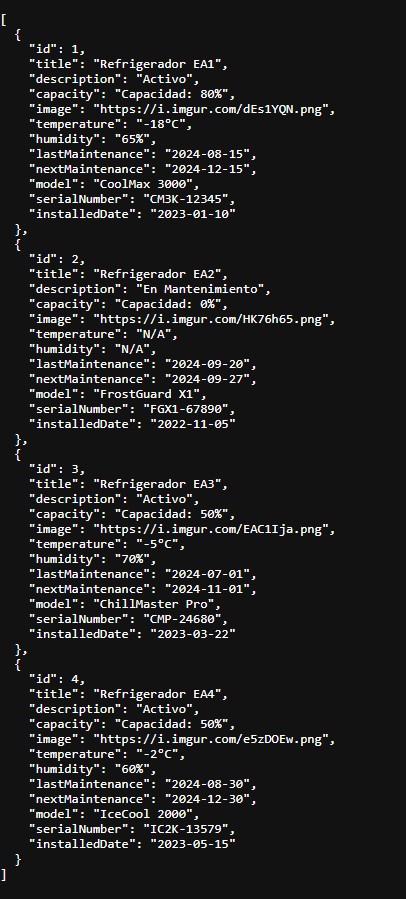 [
  {
    "id": 1,
    "title": "Refrigerador EA1",
    "description": "Activo",
    "capacity": "Capacidad: 80%",
    "image": "https://i.imgur.com/dEs1YQN.png",
    "temperature": "-18°C",
    "humidity": "65%",
    "lastMaintenance": "2024-08-15",
    "nextMaintenance": "2024-12-15",
    "model": "CoolMax 3000",
    "serialNumber": "CM3K-12345",
    "installedDate": "2023-01-10"
  },
  {
    "id": 2,
    "title": "Refrigerador EA2",
    "description": "En Mantenimiento",
    "capacity": "Capacidad: 0%",
    "image": "https://i.imgur.com/HK76h65.png",
    "temperature": "N/A",
    "humidity": "N/A",
    "lastMaintenance": "2024-09-20",
    "nextMaintenance": "2024-09-27",
    "model": "FrostGuard X1",
    "serialNumber": "FGX1-67890",
    "installedDate": "2022-11-05"
  },
  {
    "id": 3,
    "title": "Refrigerador EA3",
    "description": "Activo",
    "capacity": "Capacidad: 50%",
    "image": "https://i.imgur.com/EAC1Ija.png",
    "temperature": "-5°C",
    "humidity": "70%",
    "lastMaintenance": "2024-07-01",
    "nextMaintenance": "2024-11-01",
    "model": "ChillMaster Pro",
    "serialNumber": "CMP-24680",
    "installedDate": "2023-03-22"
  },
  {
    "id": 4,
    "title": "Refrigerador EA4",
    "description": "Activo",
    "capacity": "Capacidad: 50%",
    "image": "https://i.imgur.com/e5zDOEw.png",
    "temperature": "-2°C",
    "humidity": "60%",
    "lastMaintenance": "2024-08-30",
    "nextMaintenance": "2024-12-30",
    "model": "IceCool 2000",
    "serialNumber": "IC2K-13579",
    "installedDate": "2023-05-15"
  }
]